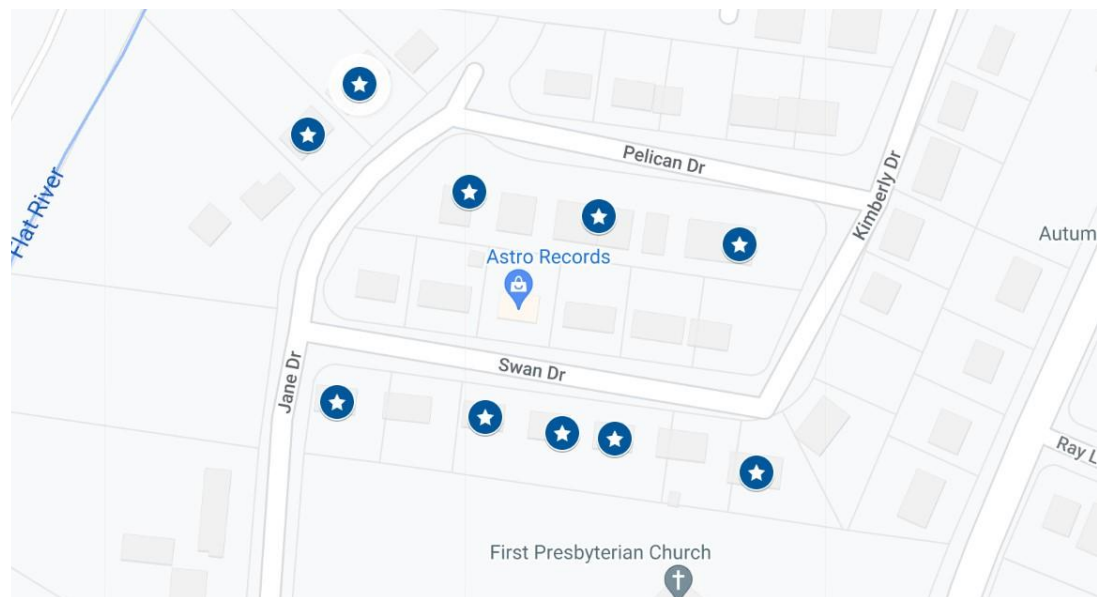 Pelican Dr
Kimberly Dr
Flat River
Autum
Astro Records
Swan Dr
Jane Dr
Ray L
First Presbyterian Church